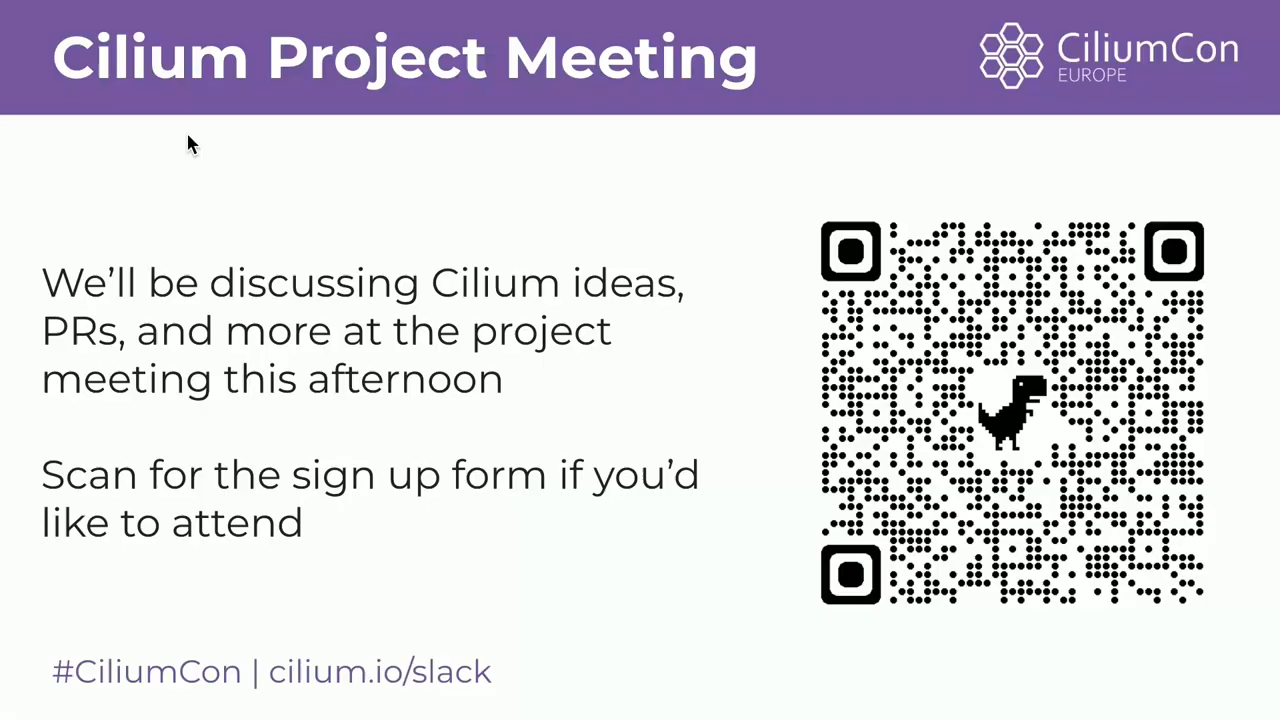 Cilium Project Meeting
CiliumCon
EUROPE
We’ll be discussing Cilium ideas,
PRs, and more at the project
meeting this afternoon
Scan for the sign up form if you’d
like to attend
#CiliumCon | cilium.io/slack